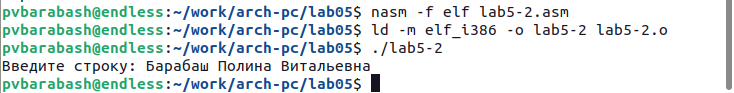 pvbarabash@endless:~/work/arch-pc/lab05$ nasm -f elf lab5-2.asm
pvbarabash@endless:~/work/arch-pc/lab05$ ld -m elf_i386 -o lab5-2 lab5-2.o
pvbarabash@endless:~/work/arch-pc/lab05$ ./lab5-2
Введите строку: Барабаш Полина Витальевна
pvbarabash@endless:~/work/arch-pc/lab05$